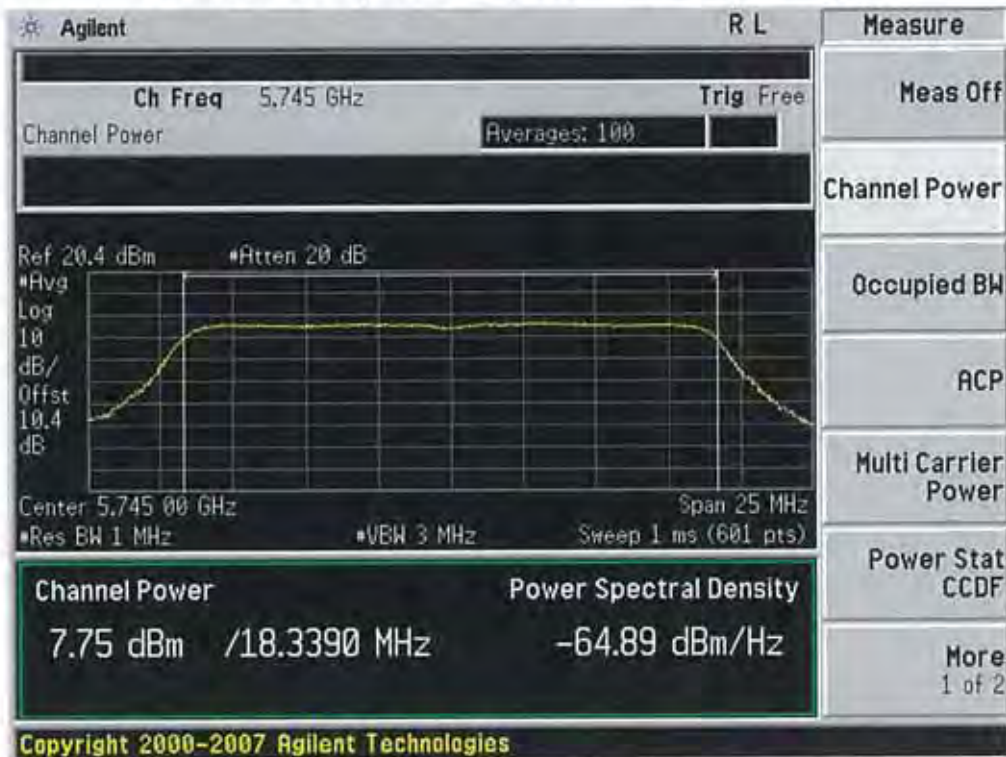 Agilent R L
Measure
Ch Freq 5.745 GHz Trig Free
Channel Power Averages: 100
Meas Off
Channel Power
Occupied BW
ACP
Multi Carrier
Power
Power Stat
CCDF
More
1 of 2
Ref 20.4 dBm #Atten 20 dB
#Avg
Log
10
dB/
Offst
10.4
dB
Center 5.745 00 GHz Span 25 MHz
#Res BW 1 MHz #VBW 3 MHz Sweep 1 ms (601 pts)
Channel Power Power Spectral Density
7.75 dBm /18.3390 MHz -64.89 dBm/Hz
Copyright 2000-2007 Agilent Technologies